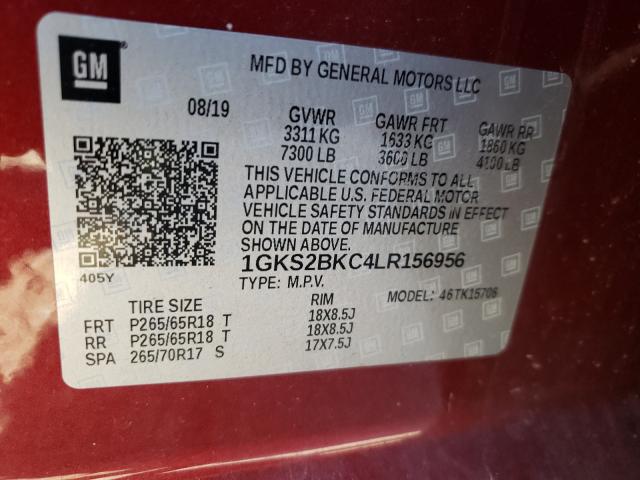 GM
MFD BY GENERAL MOTORS LLC
08/19 GVWR GAWR FRT GAWR RR
3311 KG 1633 KG 1860 KG
7300 LB 3600 LB 4100 LB
THIS VEHICLE CONFORMS TO ALL
APPLICABLE U.S. FEDERAL MOTOR
VEHICLE SAFETY STANDARDS IN EFFECT
ON THE DATE OF MANUFACTURE
SHOWN ABOVE.
1GKS2BKC4LR156956
405Y TYPE: M.P.V. MODEL: 46TK15706
TIRE SIZE RIM
FRT P265/65R18 T 18X8.5J
RR P265/65R18 T 18X8.5J
SPA 265/70R17 S 17X7.5J